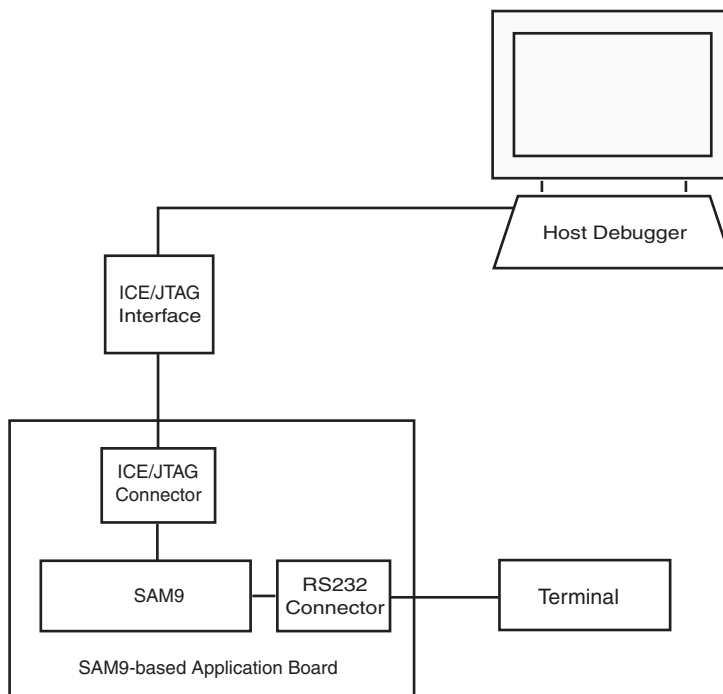 Host Debugger
ICE/JTAG
Interface
ICE/JTAG
Connector
SAM9
RS232
Connector
Terminal
SAM9-based Application Board